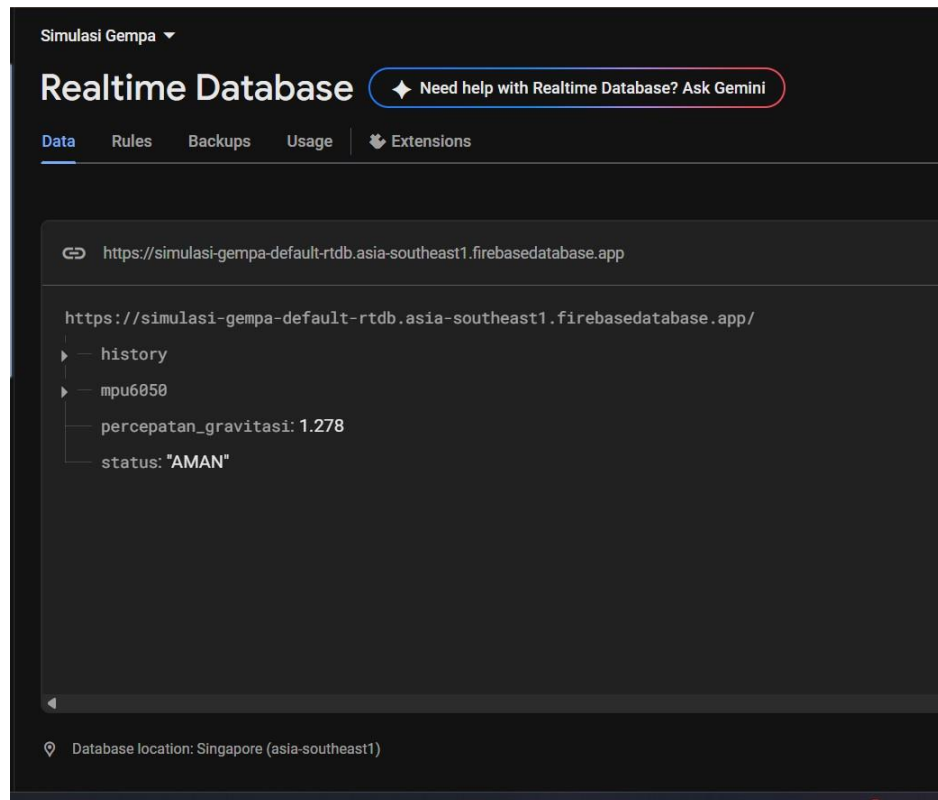 Simulasi Gempa
Realtime Database Need help with Realtime Database? Ask Gemini
Data Rules Backups Usage Extensions
https://simulasi-gempa-default-rtdb.asia-southeast1.firebasedatabase.app
https://simulasi-gempa-default-rtdb.asia-southeast1.firebasedatabase.app/
history
mpu6050
percepatan_gravitasi: 1.278
status: "AMAN"
Database location: Singapore (asia-southeast1)